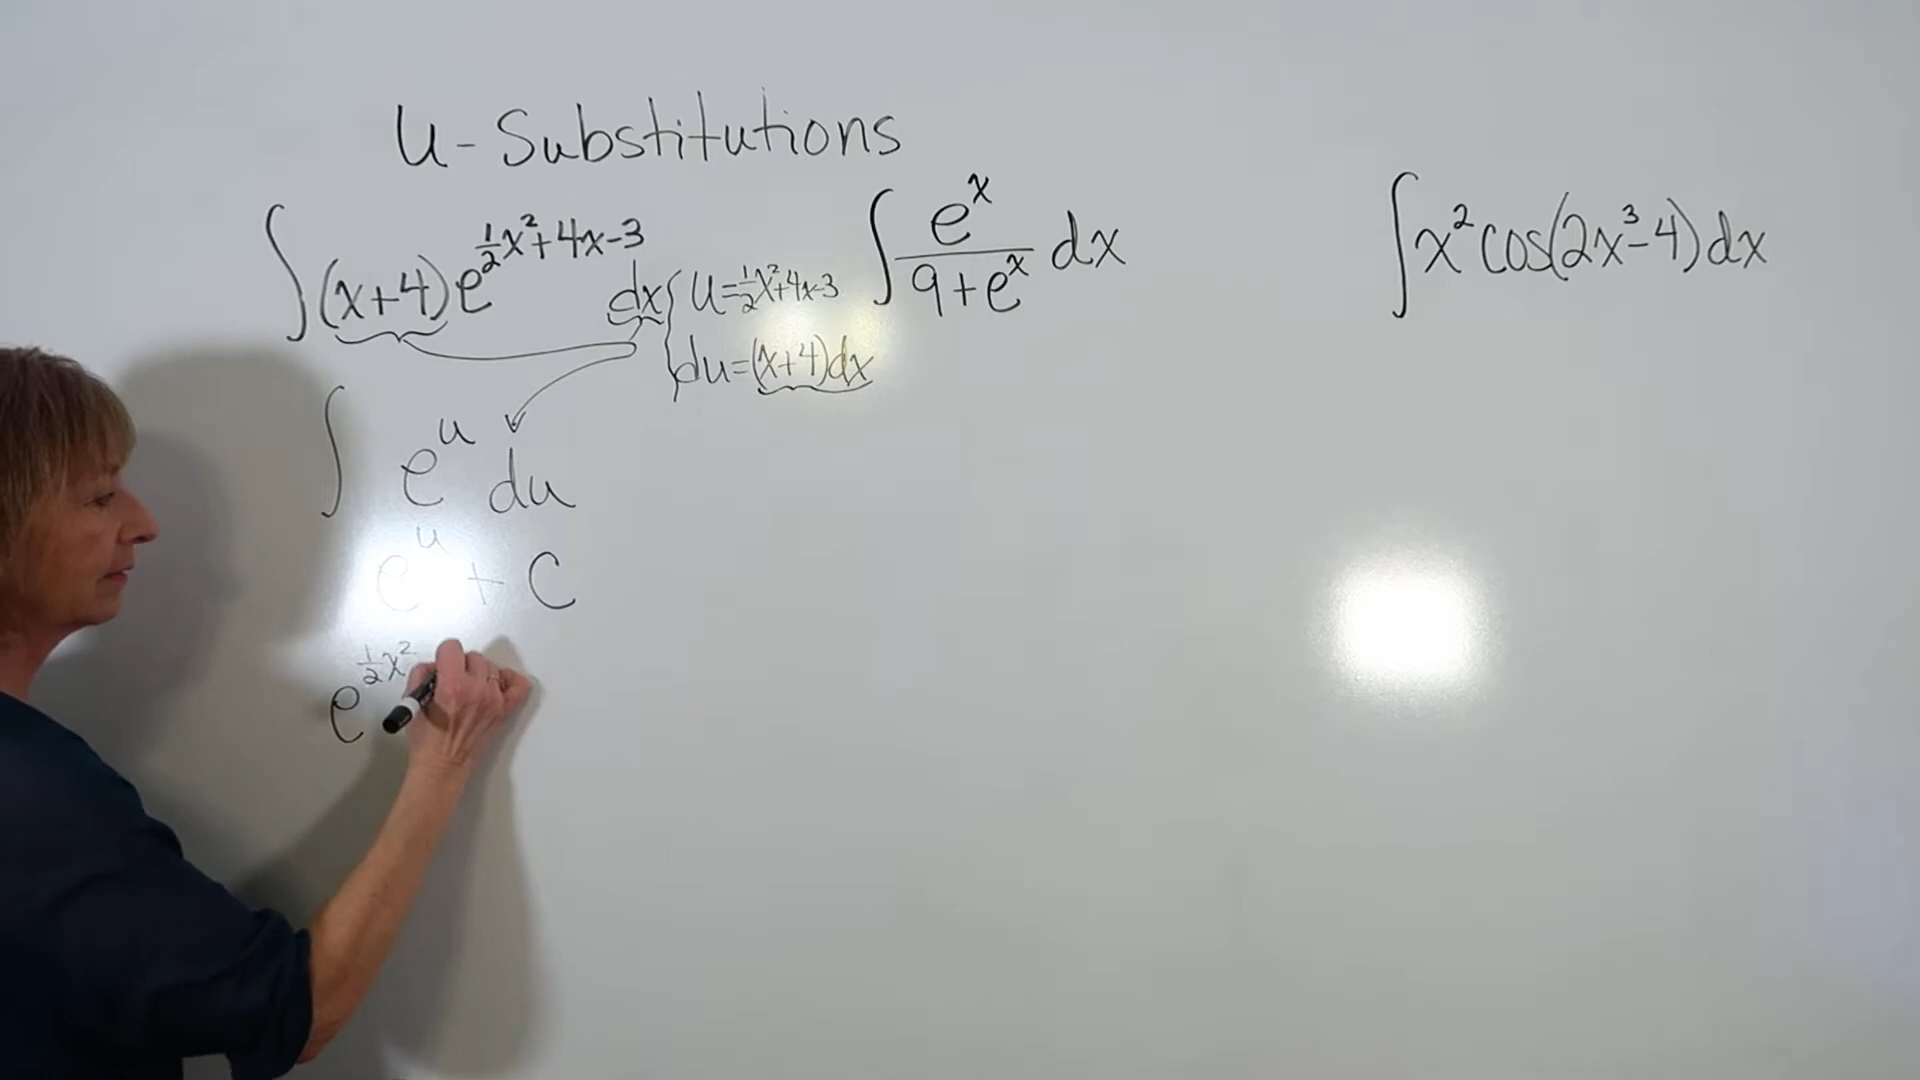 U-Substitutions
∫(x+4)e^{½x²+4x-3} dx
u=½x²+4x-3
du=(x+4)dx
∫ e^u du
e^u + C
e^{½x²
∫ e^x/(9+e^x) dx
∫x²cos(2x³-4)dx